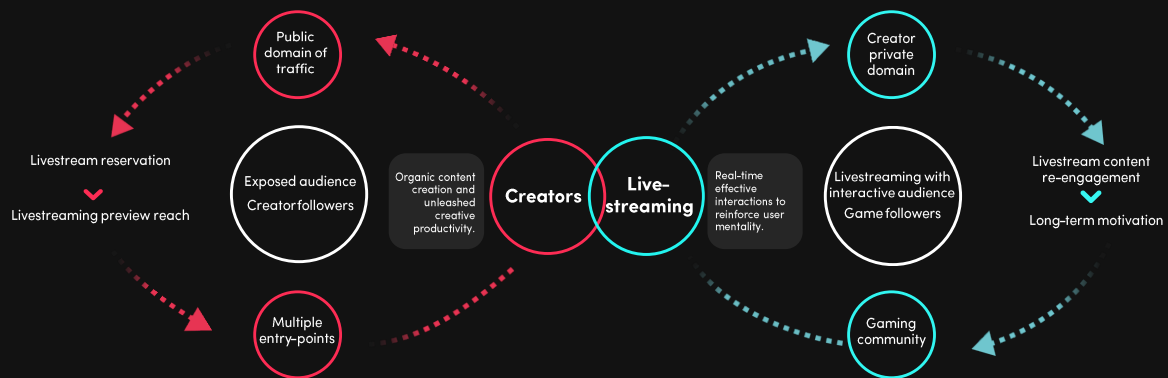 Public
domain of
traffic
Livestream reservation
Livestreaming preview reach
Exposed audience
Creator followers
Multiple
entry-points
Organic content
creation and
unleashed
creative
productivity.
Creators
Live-
streaming
Real-time
effective
interactions to
reinforce user
mentality.
Creator
private
domain
Livestreaming with
interactive audience
Game followers
Livestream content
re-engagement
Long-term motivation
Gaming
community